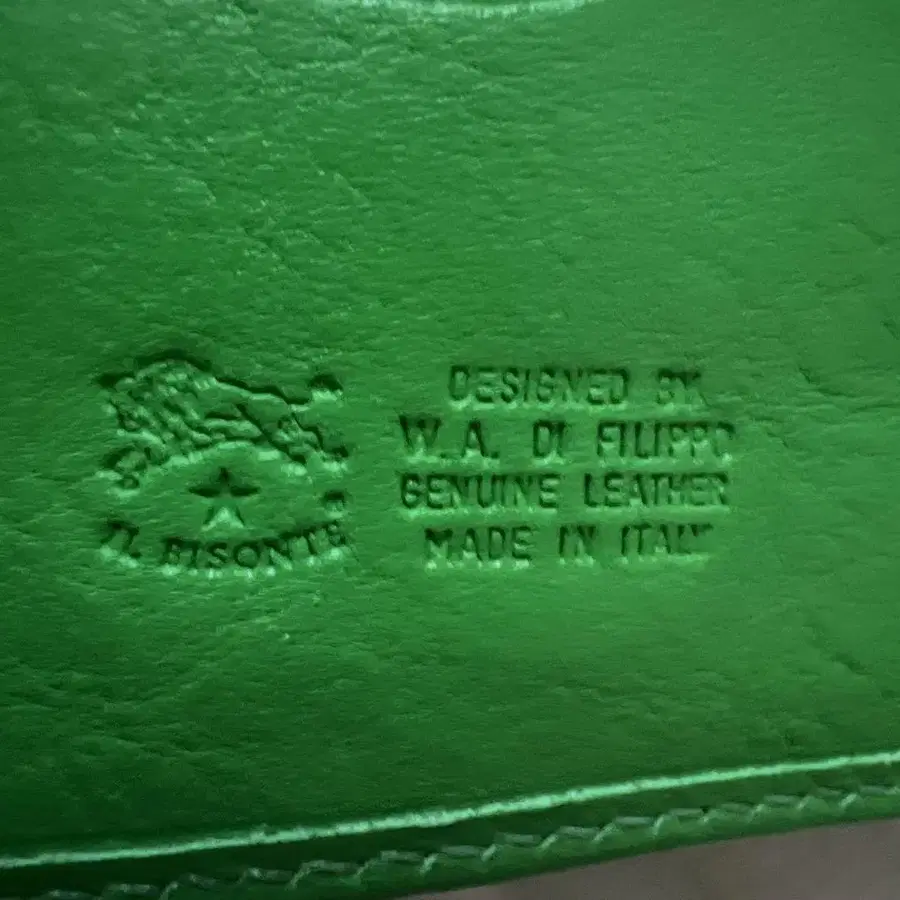 IL BISONTE
DESIGNED BY
W.A. DI FILIPPO
GENUINE LEATHER
MADE IN ITALY